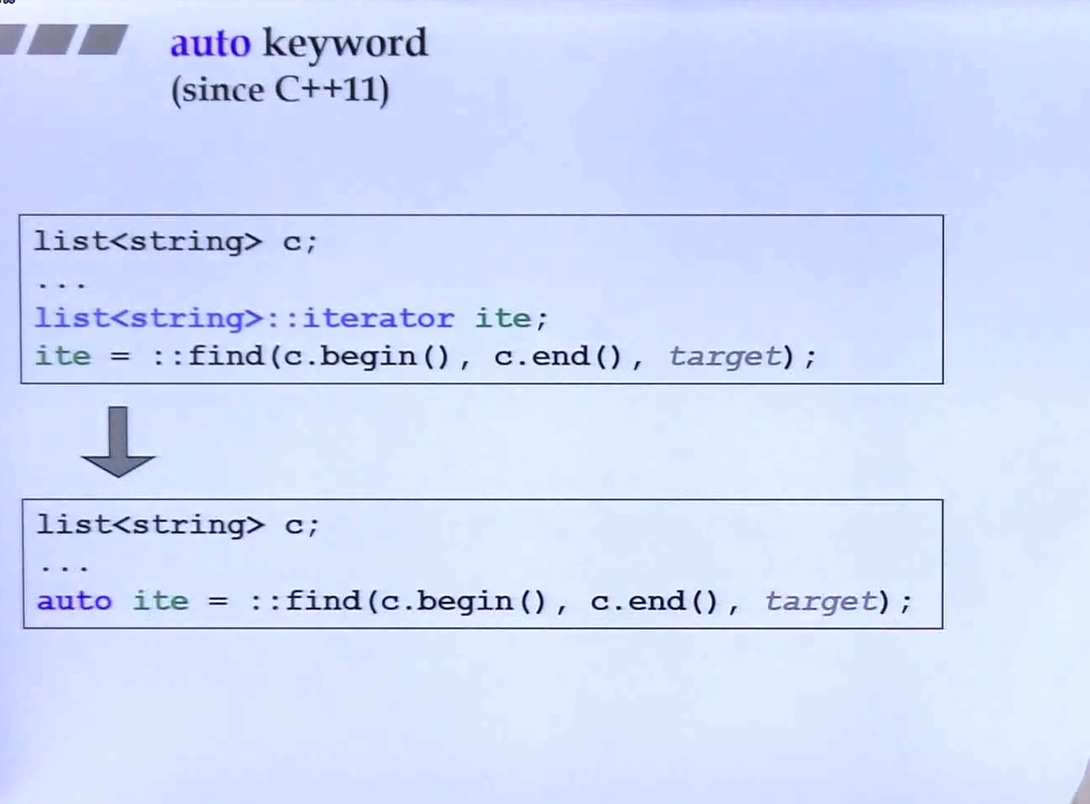 auto keyword
(since C++11)
list<string> c;
...
list<string>::iterator ite;
ite = ::find(c.begin(), c.end(), target);
list<string> c;
...
auto ite = ::find(c.begin(), c.end(), target);